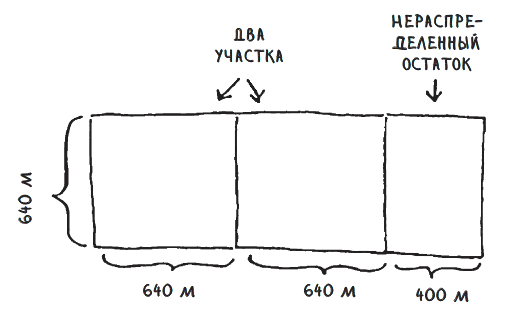 ДВА
УЧАСТКА
НЕРАСПРЕ-
ДЕЛЕННЫЙ
ОСТАТОК
640 М
640 М
640 М
400 М